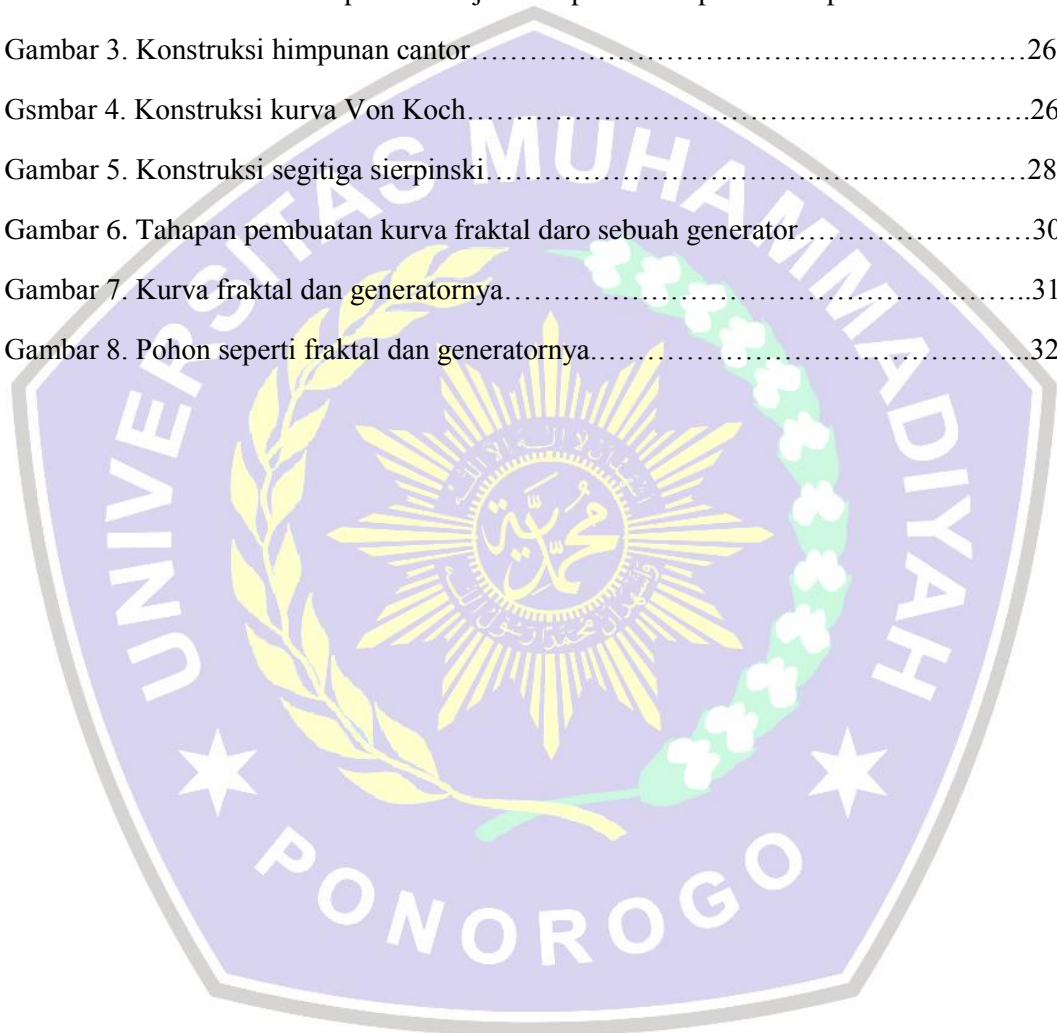 Gambar 3. Konstruksi himpunan cantor………………………………………………26
Gsmbar 4. Konstruksi kurva Von Koch………………………………………………..26
Gambar 5. Konstruksi segitiga sierpinski………………………………………………28
Gambar 6. Tahapan pembuatan kurva fraktal daro sebuah generator…………………..30
Gambar 7. Kurva fraktal dan generatornya……………………………………..……...31
Gambar 8. Pohon seperti fraktal dan generatornya.…………………………………...32
UNIVERSITAS MUHAMMADIYAH
PONOROGO
محمدية